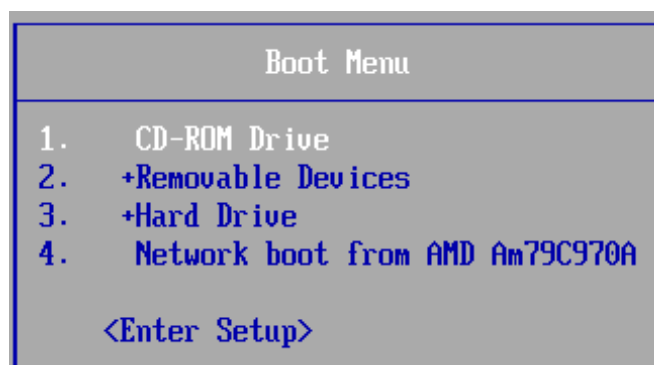 Boot Menu
1. CD-ROM Drive
2. +Removable Devices
3. +Hard Drive
4. Network boot from AMD Am79C970A
<Enter Setup>